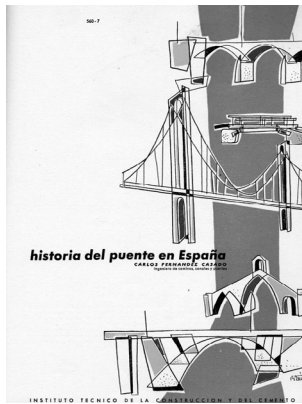 560-7
historia del puente en España
CARLOS FERNANDEZ CASADO
ingeniero de caminos, canales y puertos
INSTITUTO TECNICO DE LA CONSTRUCCION Y DEL CEMENTO